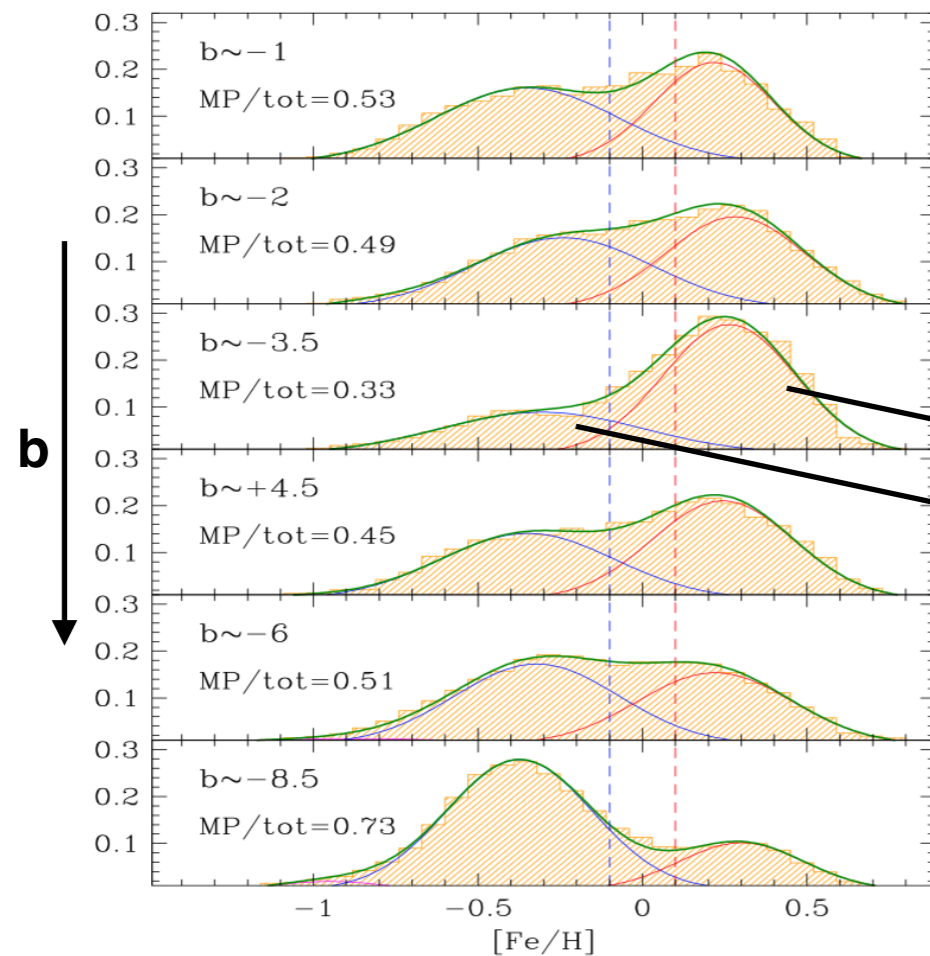 0.3
0.2
0.1
b~-1
MP/tot=0.53
0.3
0.2
0.1
b~-2
MP/tot=0.49
0.3
0.2
0.1
b~-3.5
MP/tot=0.33
b
0.3
0.2
0.1
b~+4.5
MP/tot=0.45
0.3
0.2
0.1
b~-6
MP/tot=0.51
0.3
0.2
0.1
b~-8.5
MP/tot=0.73
-1 -0.5 0 0.5
[Fe/H]